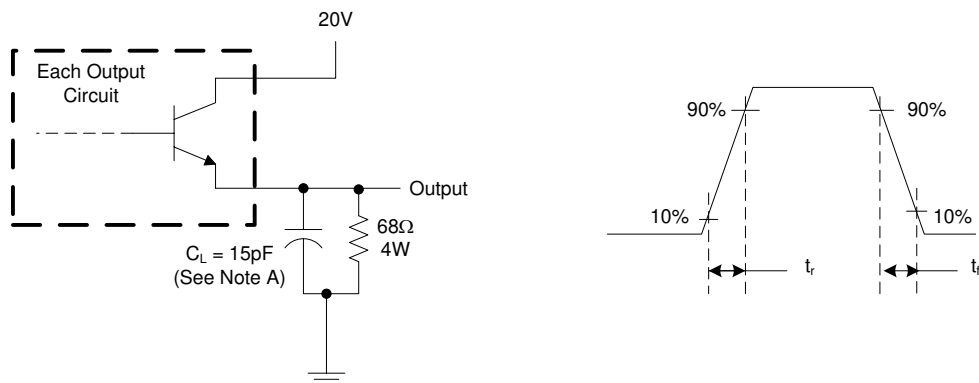 20V
Each Output
Circuit
Output
68Ω
4W
C_L = 15pF
(See Note A)
90%
90%
10%
10%
t_r
t_f